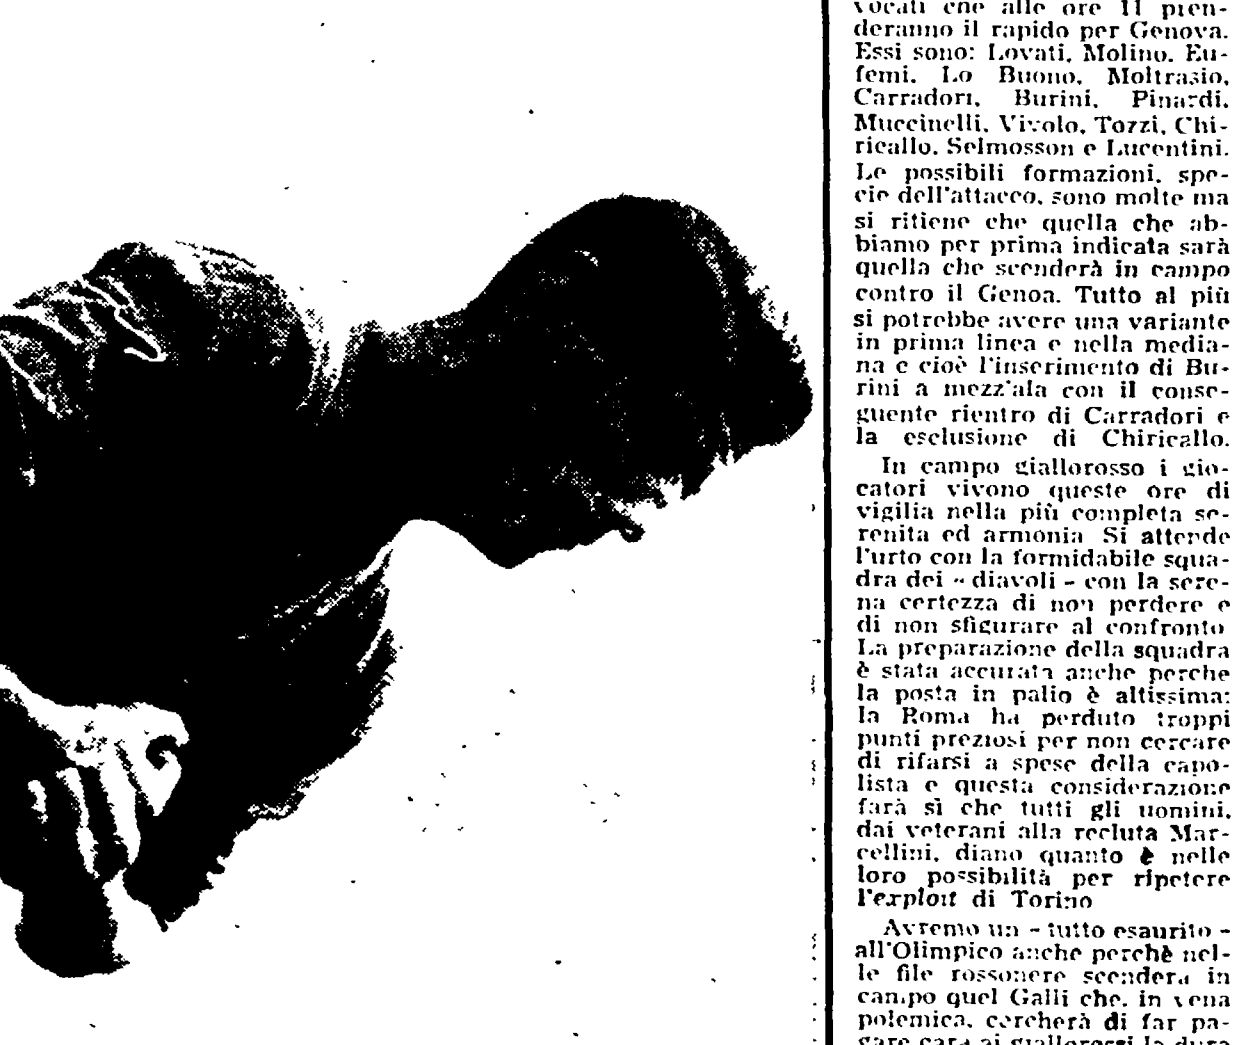 vocati che alle ore 11 pren-
deranno il rapido per Genova.
Essi sono: Lovati, Molino, Eu-
femi, Lo Buono, Moltrasio,
Carradori, Burini, Pinardi,
Muccinelli, Vivolo, Tozzi, Chi-
ricallo, Selmosson e Lucentini.
Le possibili formazioni, spe-
cie dell'attacco, sono molte ma
si ritiene che quella che ab-
biamo per prima indicata sarà
quella che scenderà in campo
contro il Genoa. Tutto al più
si potrebbe avere una variante
in prima linea e nella media-
na e cioè l'inserimento di Bu-
rini a mezz'ala con il conse-
guente rientro di Carradori e
la esclusione di Chiricallo.
In campo giallorosso i gio-
catori vivono queste ore di
vigilia nella più completa se-
renita ed armonia Si attende
l'urto con la formidabile squa-
dra dei « diavoli » con la sere-
na certezza di non perdere e
di non sfigurare al confronto
La preparazione della squadra
è stata accurata anche perche
la posta in palio è altissima:
la Roma ha perduto troppi
punti preziosi per non cercare
di rifarsi a spese della capo-
lista e questa considerazione
farà sì che tutti gli uomini,
dai veterani alla recluta Mar-
cellini, diano quanto è nelle
loro possibilità per ripetere
l'exploit di Torino
Avremo un « tutto esaurito »
all'Olimpico anche perchè nel-
le file rossonere scendera in
campo quel Galli che, in vena
polemica, cercherà di far pa-
gare cara ai giallorossi la dura